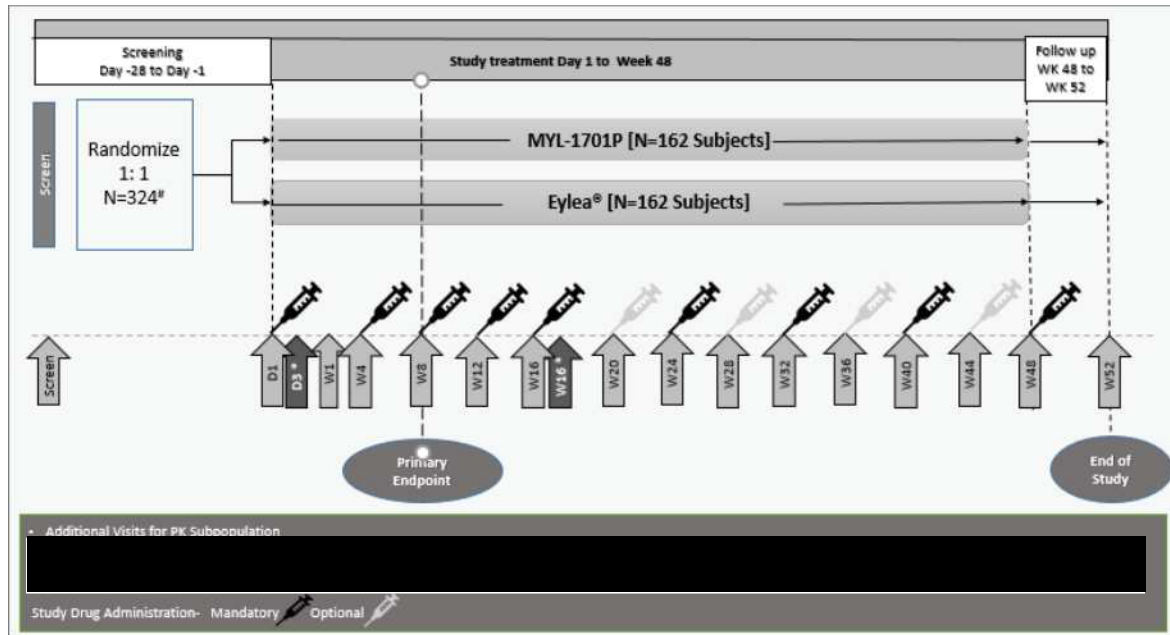 Screening
Day -28 to Day -1
Study treatment Day 1 to Week 48
Follow up
WK 48 to
WK 52
Screen
Randomize
1: 1
N=324#
MYL-1701P [N=162 Subjects]
Eylea® [N=162 Subjects]
Screen
D1
D3 *
W1
W4
W8
W12
W16
W16 *
W20
W24
W28
W32
W36
W40
W44
W48
W52
Primary
Endpoint
End of
Study
• Additional Visits for PK Subpopulation
Study Drug Administration- Mandatory Optional